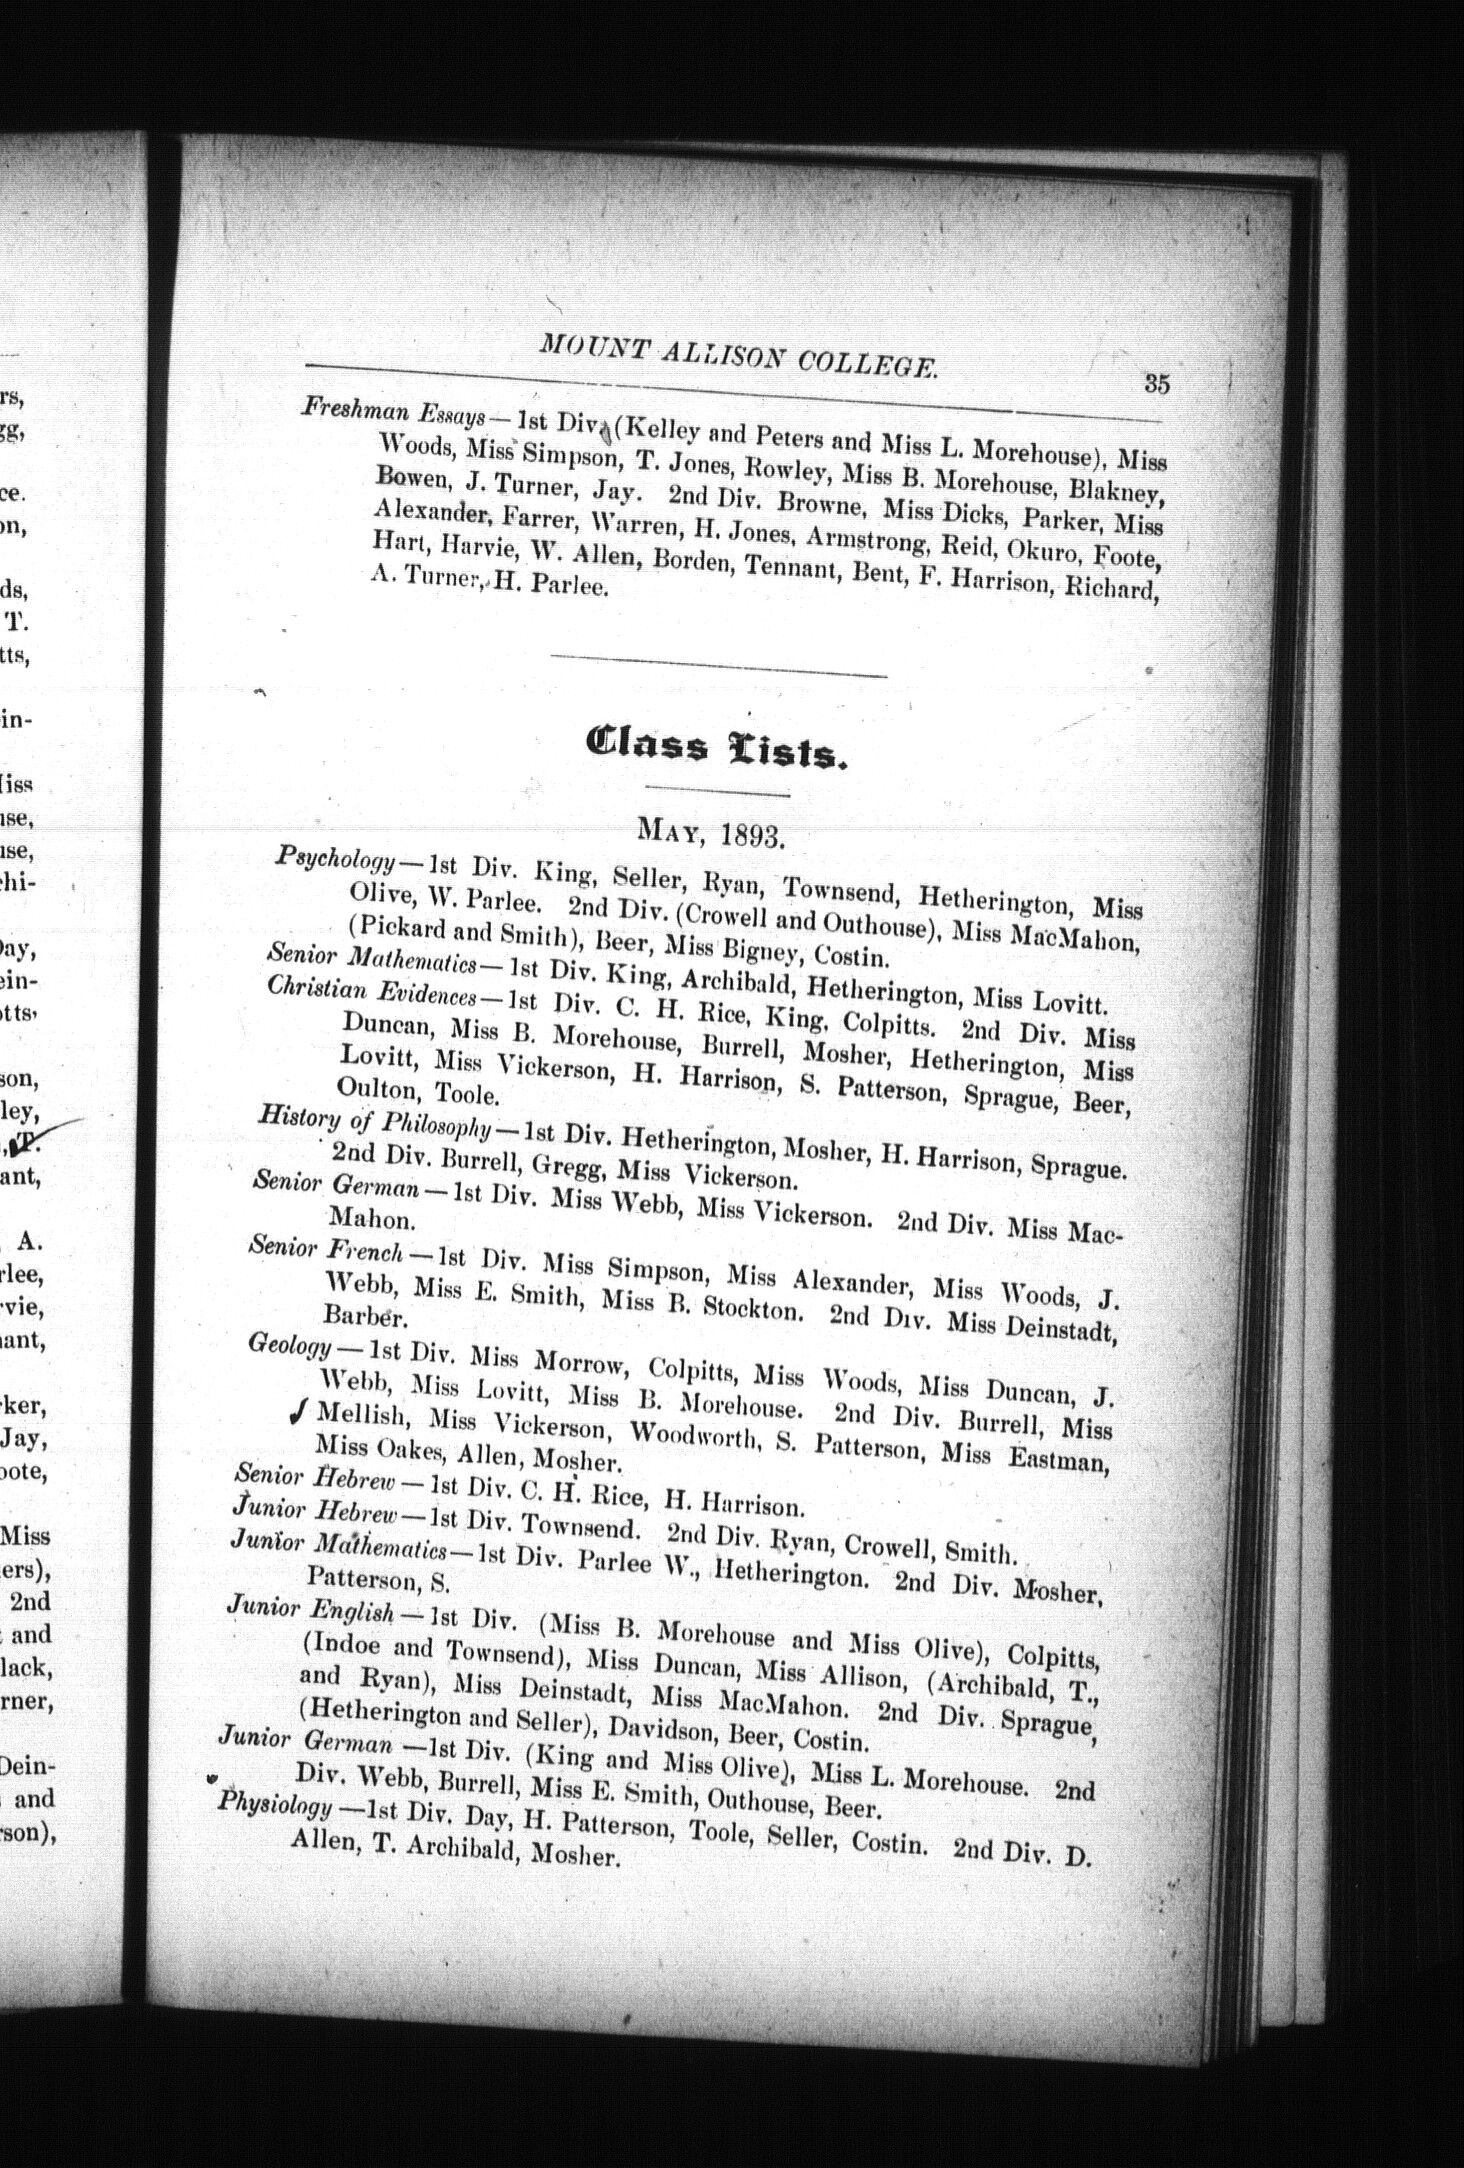 MOUNT ALLISON COLLEGE.
35
Freshman Essays—1st Div. (Kelley and Peters and Miss L. Morehouse), Miss
Woods, Miss Simpson, T. Jones, Rowley, Miss B. Morehouse, Blakney,
Bowen, J. Turner, Jay. 2nd Div. Browne, Miss Dicks, Parker, Miss
Alexander, Farrer, Warren, H. Jones, Armstrong, Reid, Okuro, Foote,
Hart, Harvie, W. Allen, Borden, Tennant, Bent, F. Harrison, Richard,
A. Turner, H. Parlee.
Class Lists.
MAY, 1893.
Psychology—1st Div. King, Seller, Ryan, Townsend, Hetherington, Miss
Olive, W. Parlee. 2nd Div. (Crowell and Outhouse), Miss MacMahon,
(Pickard and Smith), Beer, Miss Bigney, Costin.
Senior Mathematics—1st Div. King, Archibald, Hetherington, Miss Lovitt.
Christian Evidences—1st Div. C. H. Rice, King, Colpitts. 2nd Div. Miss
Duncan, Miss B. Morehouse, Burrell, Mosher, Hetherington, Miss
Lovitt, Miss Vickerson, H. Harrison, S. Patterson, Sprague, Beer,
Oulton, Toole.
History of Philosophy—1st Div. Hetherington, Mosher, H. Harrison, Sprague.
2nd Div. Burrell, Gregg, Miss Vickerson.
Senior German—1st Div. Miss Webb, Miss Vickerson. 2nd Div. Miss Mac-
Mahon.
Senior French—1st Div. Miss Simpson, Miss Alexander, Miss Woods, J.
Webb, Miss E. Smith, Miss B. Stockton. 2nd Div. Miss Deinstadt,
Barber.
Geology—1st Div. Miss Morrow, Colpitts, Miss Woods, Miss Duncan, J.
Webb, Miss Lovitt, Miss B. Morehouse. 2nd Div. Burrell, Miss
Mellish, Miss Vickerson, Woodworth, S. Patterson, Miss Eastman,
Miss Oakes, Allen, Mosher.
Senior Hebrew—1st Div. C. H. Rice, H. Harrison.
Junior Hebrew—1st Div. Townsend. 2nd Div. Ryan, Crowell, Smith.
Junior Mathematics—1st Div. Parlee W., Hetherington. 2nd Div. Mosher,
Patterson, S.
Junior English—1st Div. (Miss B. Morehouse and Miss Olive), Colpitts,
(Indoe and Townsend), Miss Duncan, Miss Allison, (Archibald, T.,
and Ryan), Miss Deinstadt, Miss MacMahon. 2nd Div. Sprague,
(Hetherington and Seller), Davidson, Beer, Costin.
Junior German—1st Div. (King and Miss Olive), Miss L. Morehouse. 2nd
Div. Webb, Burrell, Miss E. Smith, Outhouse, Beer.
Physiology—1st Div. Day, H. Patterson, Toole, Seller, Costin. 2nd Div. D.
Allen, T. Archibald, Mosher.